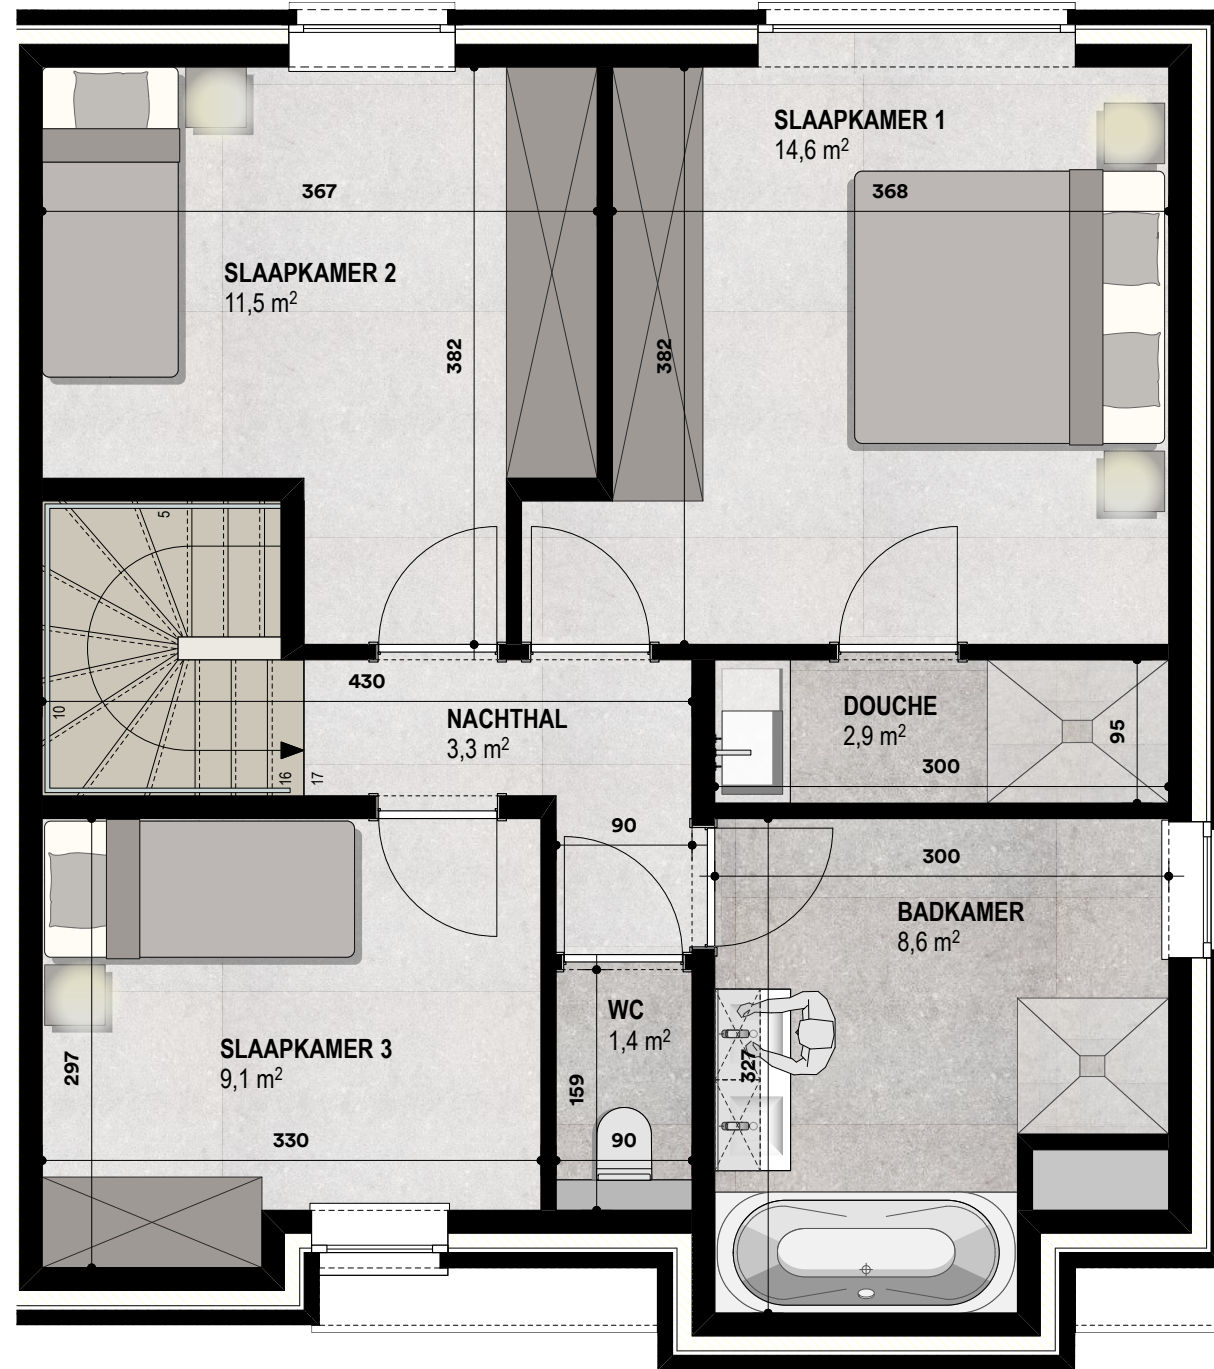 SLAAPKAMER 1
14,6 m²
367
368
SLAAPKAMER 2
11,5 m²
382
382
5
430
10
16
17
NACHTHAL
3,3 m²
DOUCHE
2,9 m²
95
300
90
300
BADKAMER
8,6 m²
WC
1,4 m²
SLAAPKAMER 3
9,1 m²
297
327
159
330
90